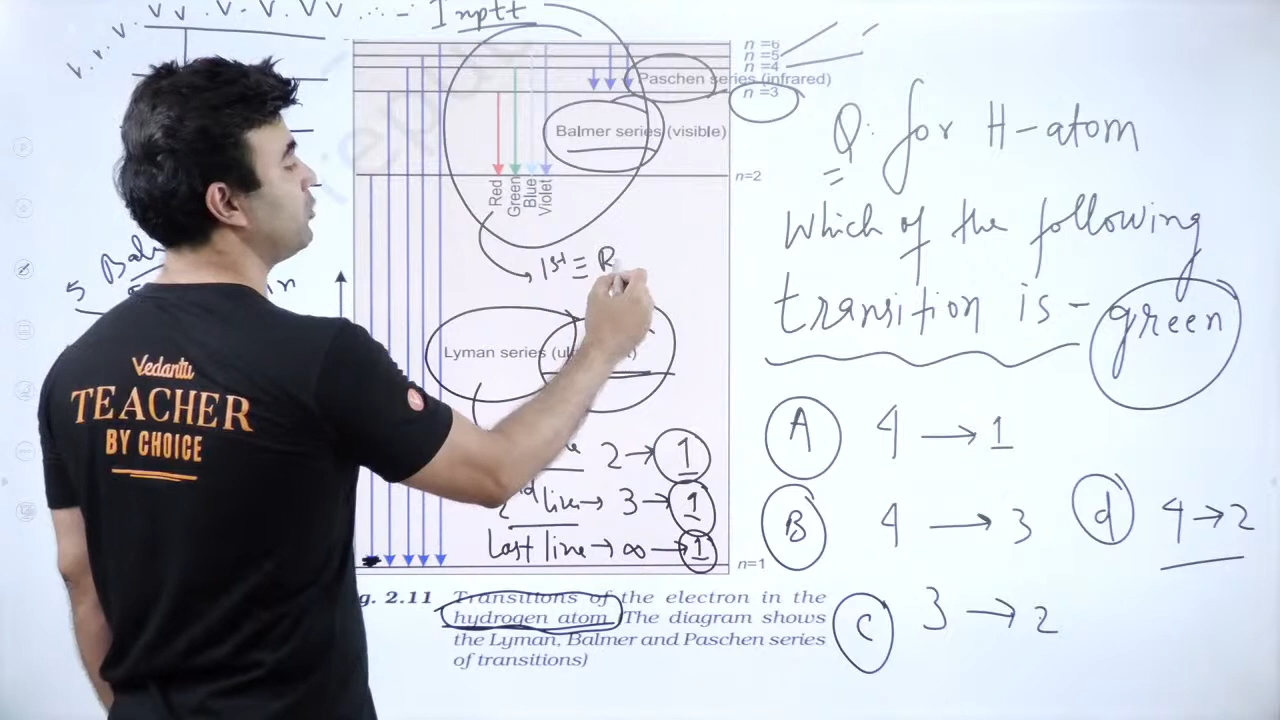 v v . v . v . v v . . . . - Inptt
v. r. v.
n =6
n =5
n =4
Paschen series (infrared)
n =3
Balmer series (visible)
n=2
Red
Green
Blue
Violet
1st ≡ R
Lyman series (ul
2 → 1
line → 3 → 1
Last line → ∞ → 1
n=1
g. 2.11 Transitions of the electron in the
hydrogen atom (The diagram shows
the Lyman, Balmer and Paschen series
of transitions)
Q: for H-atom
Which of the following
transition is - green
A 4 → 1
B 4 → 3
d 4 → 2
C 3 → 2
Vedantu
TEACHER
BY CHOICE